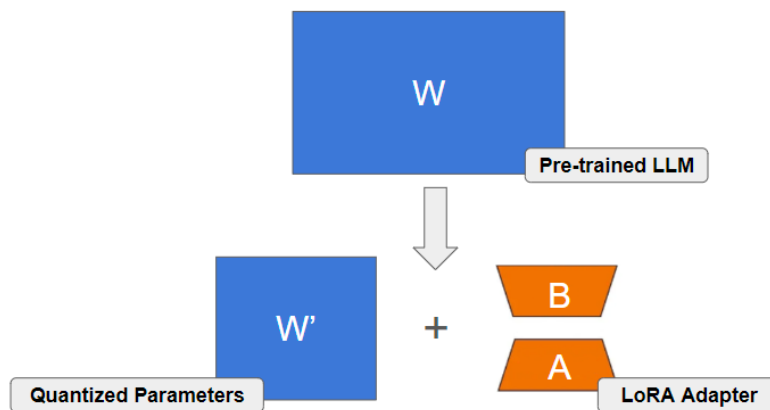 W
Pre-trained LLM
W'
+
B
A
Quantized Parameters
LoRA Adapter